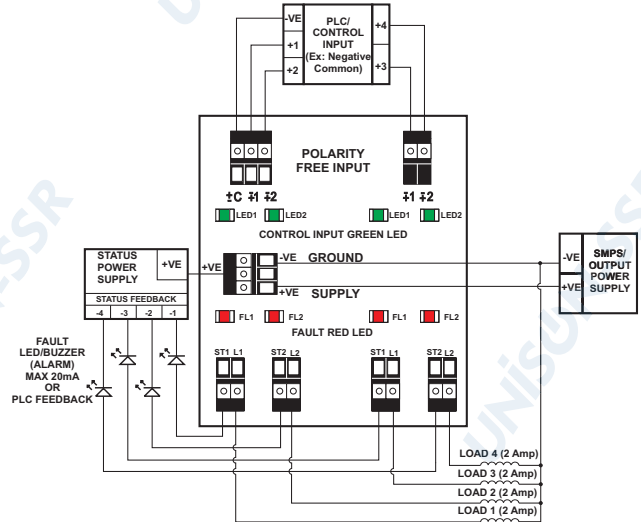 -VE
+1
+2
PLC/
CONTROL
INPUT
(Ex: Negative
Common)
+4
+3
POLARITY
FREE INPUT
±C ∓1 ∓2
∓1 ∓2
LED1 LED2 LED1 LED2
CONTROL INPUT GREEN LED
STATUS
POWER
SUPPLY
+VE
+VE
-VE GROUND
+VE SUPPLY
-VE
+VE
SMPS/
OUTPUT
POWER
SUPPLY
STATUS FEEDBACK
-4 -3 -2 -1
FL1 FL2 FL1 FL2
FAULT RED LED
FAULT
LED/BUZZER
(ALARM)
MAX 20mA
OR
PLC FEEDBACK
ST1 L1 ST2 L2 ST1 L1 ST2 L2
LOAD 4 (2 Amp)
LOAD 3 (2 Amp)
LOAD 2 (2 Amp)
LOAD 1 (2 Amp)